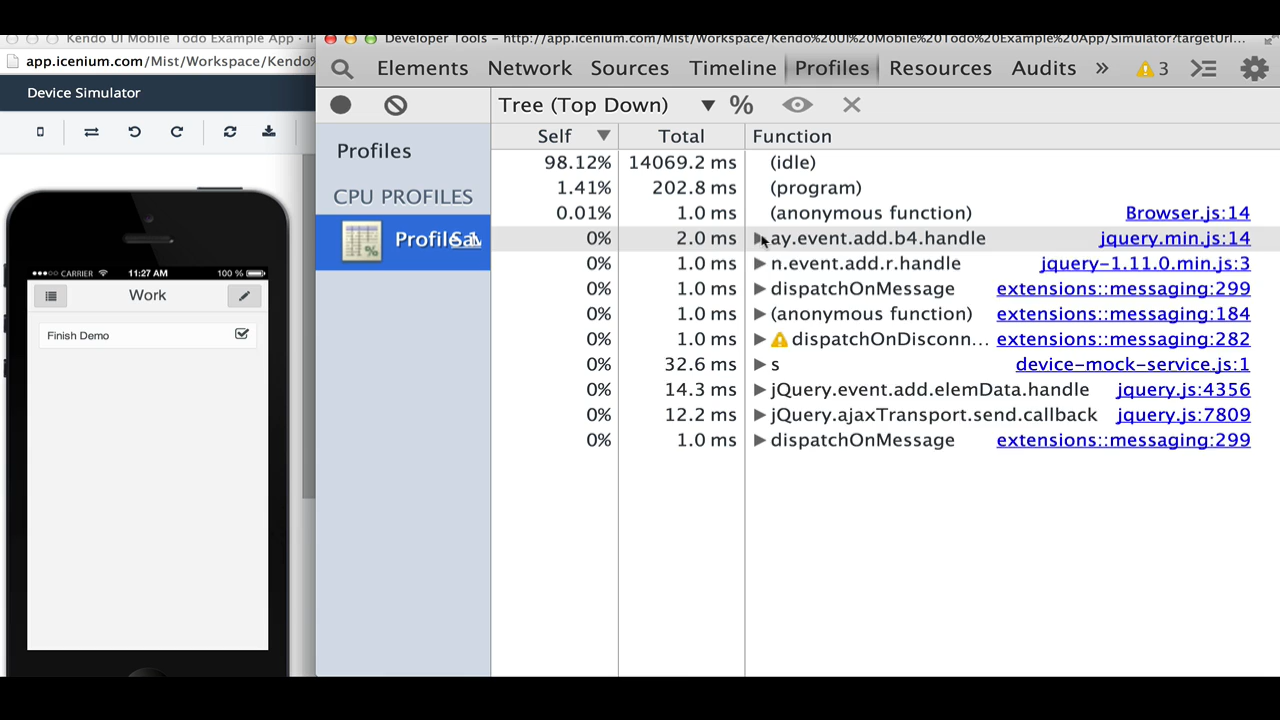 Kendo UI Mobile Todo Example App
app.icenium.com/Mist/Workspace/Kendo%
Device Simulator
CARRIER 11:27 AM 100 %
Work
Finish Demo
Developer Tools - http://app.icenium.com/Mist/Workspace/Kendo%20UI%20Mobile%20Todo%20Example%20App/Simulator?targetUrl...
Elements Network Sources Timeline Profiles Resources Audits » 3
Tree (Top Down) ▼ %
Profiles
CPU PROFILES
Profile 1
Save
Self ▼ Total Function
98.12% 14069.2 ms (idle)
1.41% 202.8 ms (program)
0.01% 1.0 ms (anonymous function) Browser.js:14
0% 2.0 ms ay.event.add.b4.handle jquery.min.js:14
0% 1.0 ms n.event.add.r.handle jquery-1.11.0.min.js:3
0% 1.0 ms dispatchOnMessage extensions::messaging:299
0% 1.0 ms (anonymous function) extensions::messaging:184
0% 1.0 ms dispatchOnDisconn... extensions::messaging:282
0% 32.6 ms s device-mock-service.js:1
0% 14.3 ms jQuery.event.add.elemData.handle jquery.js:4356
0% 12.2 ms jQuery.ajaxTransport.send.callback jquery.js:7809
0% 1.0 ms dispatchOnMessage extensions::messaging:299